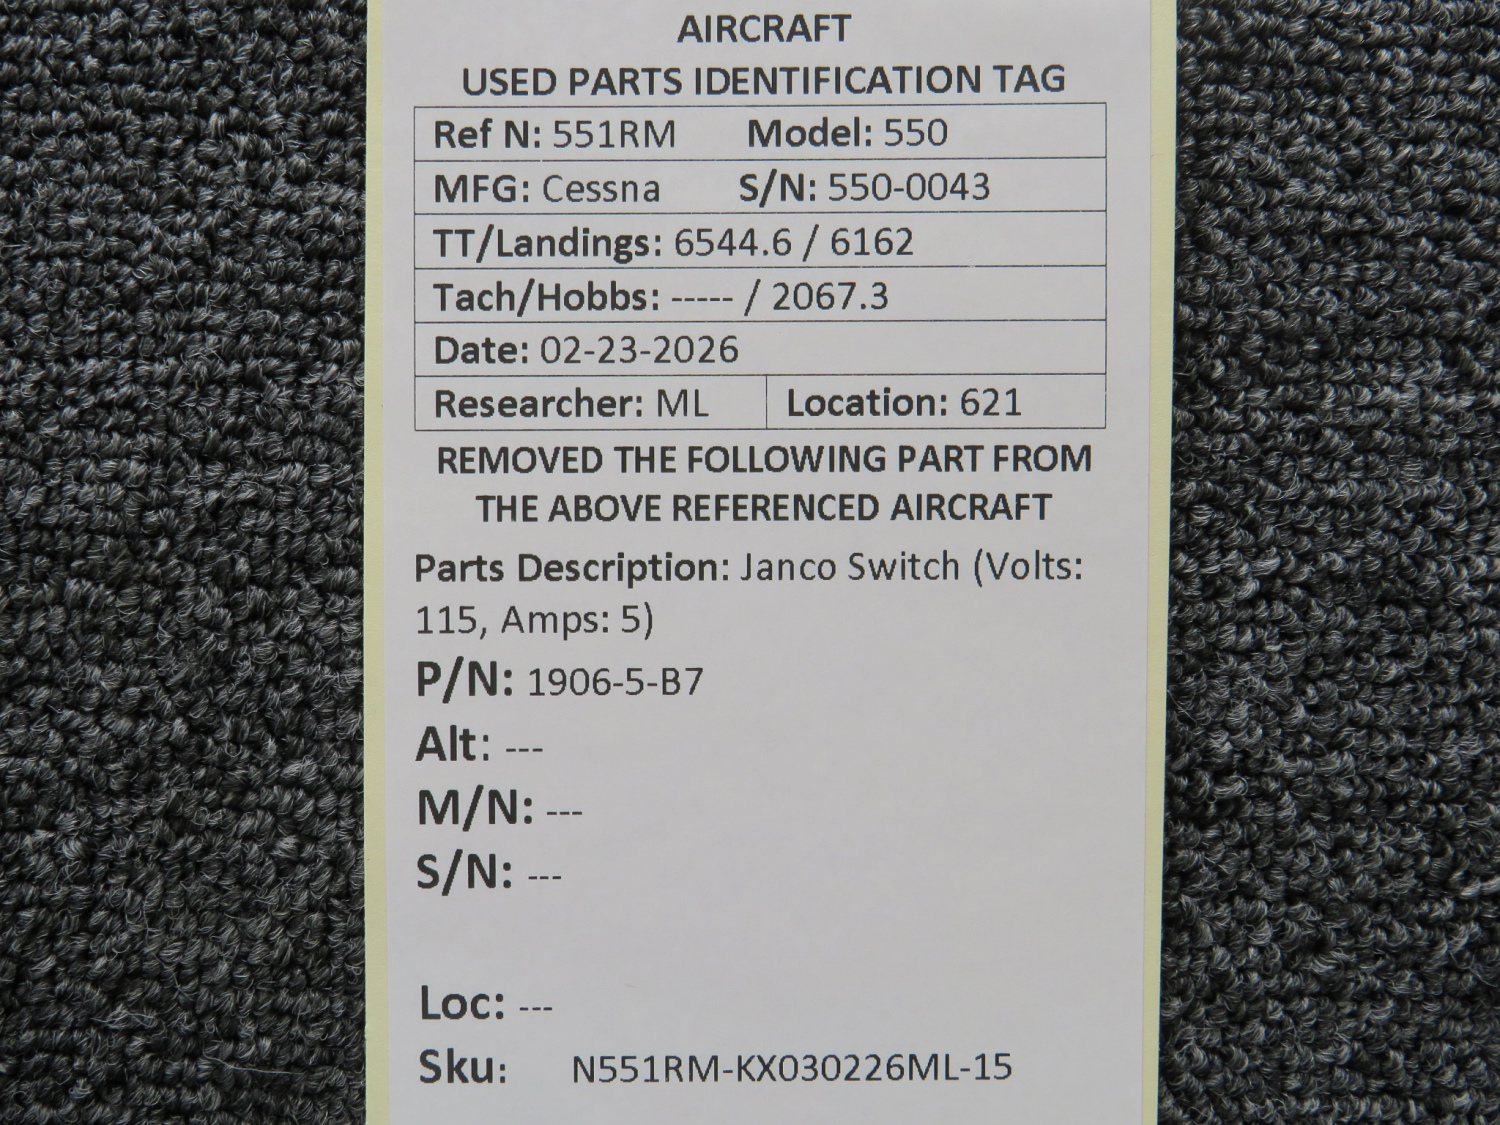 AIRCRAFT
USED PARTS IDENTIFICATION TAG
Ref N: 551RM Model: 550
MFG: Cessna S/N: 550-0043
TT/Landings: 6544.6 / 6162
Tach/Hobbs: ----- / 2067.3
Date: 02-23-2026
Researcher: ML Location: 621
REMOVED THE FOLLOWING PART FROM
THE ABOVE REFERENCED AIRCRAFT
Parts Description: Janco Switch (Volts:
115, Amps: 5)
P/N: 1906-5-B7
Alt: ---
M/N: ---
S/N: ---
Loc: ---
Sku: N551RM-KX030226ML-15